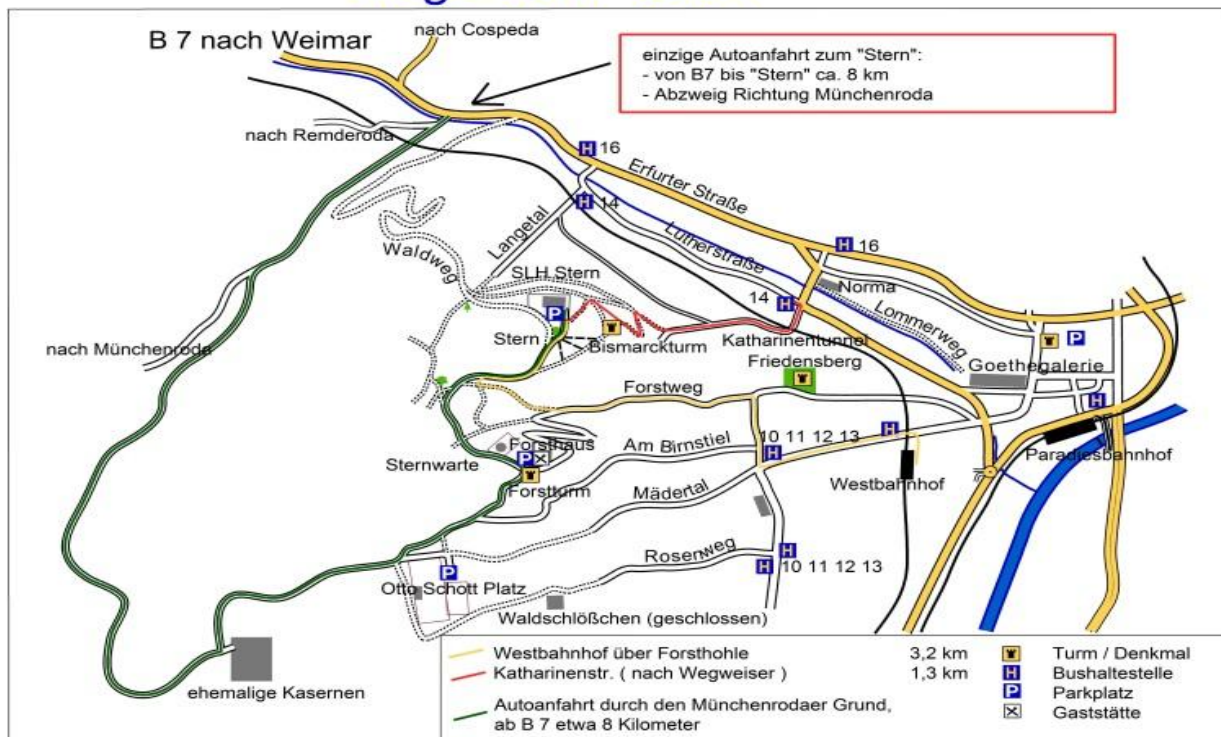 nach Cospeda
B 7 nach Weimar
einzige Autoanfahrt zum "Stern":
- von B7 bis "Stern" ca. 8 km
- Abzweig Richtung Münchenroda
nach Remderoda
H 16
Erfurter Straße
H
14
Langetal
Lutherstraße
H 16
Waldweg
SLH Stern
Norma
14 H
P
Lommerweg
Stern
Bismarckturm
Katharinentunnel
P
nach Münchenroda
Friedensberg
Goethegalerie
Forstweg
H
Am Birnstiel
10 11 12 13
H
H
Forsthaus
Paradiesbahnhof
Sternwarte
P
Westbahnhof
Forstturm
Mädertal
Rosenweg
H
H 10 11 12 13
P
Otto Schott Platz
Waldschlößchen (geschlossen)
ehemalige Kasernen
Westbahnhof über Forsthohle 3,2 km
Katharinenstr. ( nach Wegweiser ) 1,3 km
Autoanfahrt durch den Münchenrodaer Grund,
ab B 7 etwa 8 Kilometer
Turm / Denkmal
H Bushaltestelle
P Parkplatz
Gaststätte